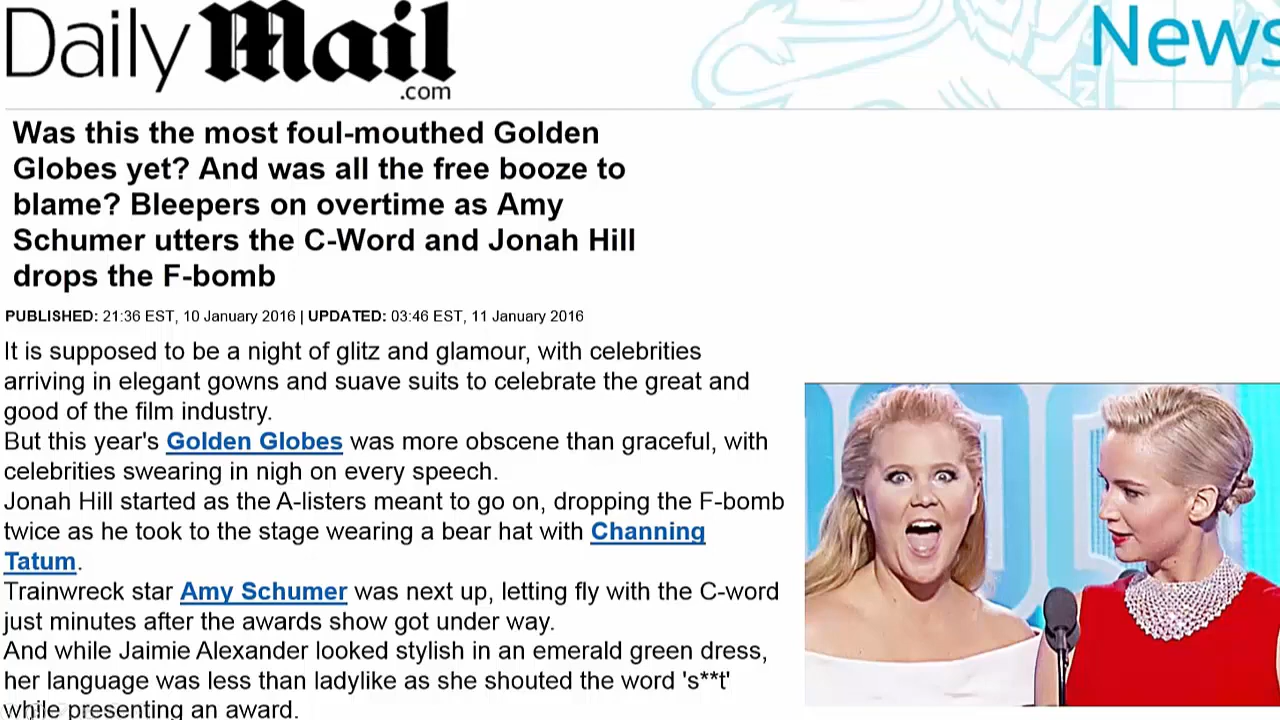 Daily Mail
.com
News
Was this the most foul-mouthed Golden
Globes yet? And was all the free booze to
blame? Bleepers on overtime as Amy
Schumer utters the C-Word and Jonah Hill
drops the F-bomb
PUBLISHED: 21:36 EST, 10 January 2016 | UPDATED: 03:46 EST, 11 January 2016
It is supposed to be a night of glitz and glamour, with celebrities
arriving in elegant gowns and suave suits to celebrate the great and
good of the film industry.
But this year's Golden Globes was more obscene than graceful, with
celebrities swearing in nigh on every speech.
Jonah Hill started as the A-listers meant to go on, dropping the F-bomb
twice as he took to the stage wearing a bear hat with Channing
Tatum.
Trainwreck star Amy Schumer was next up, letting fly with the C-word
just minutes after the awards show got under way.
And while Jaimie Alexander looked stylish in an emerald green dress,
her language was less than ladylike as she shouted the word 's**t'
while presenting an award.